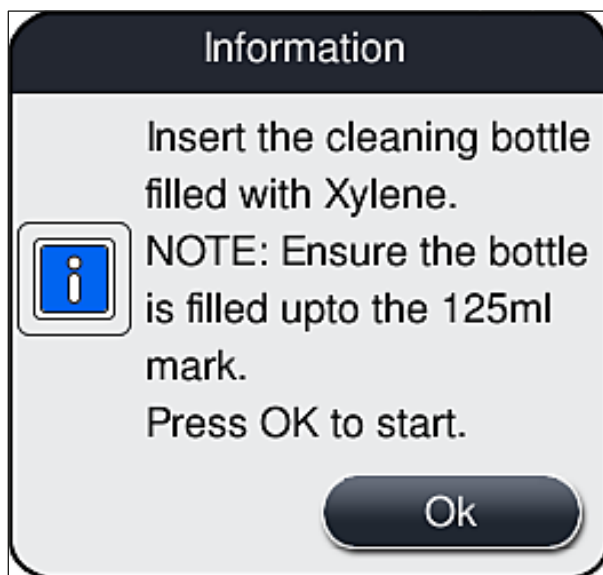 Information
Insert the cleaning bottle
filled with Xylene.
NOTE: Ensure the bottle
is filled upto the 125ml
mark.
Press OK to start.
Ok